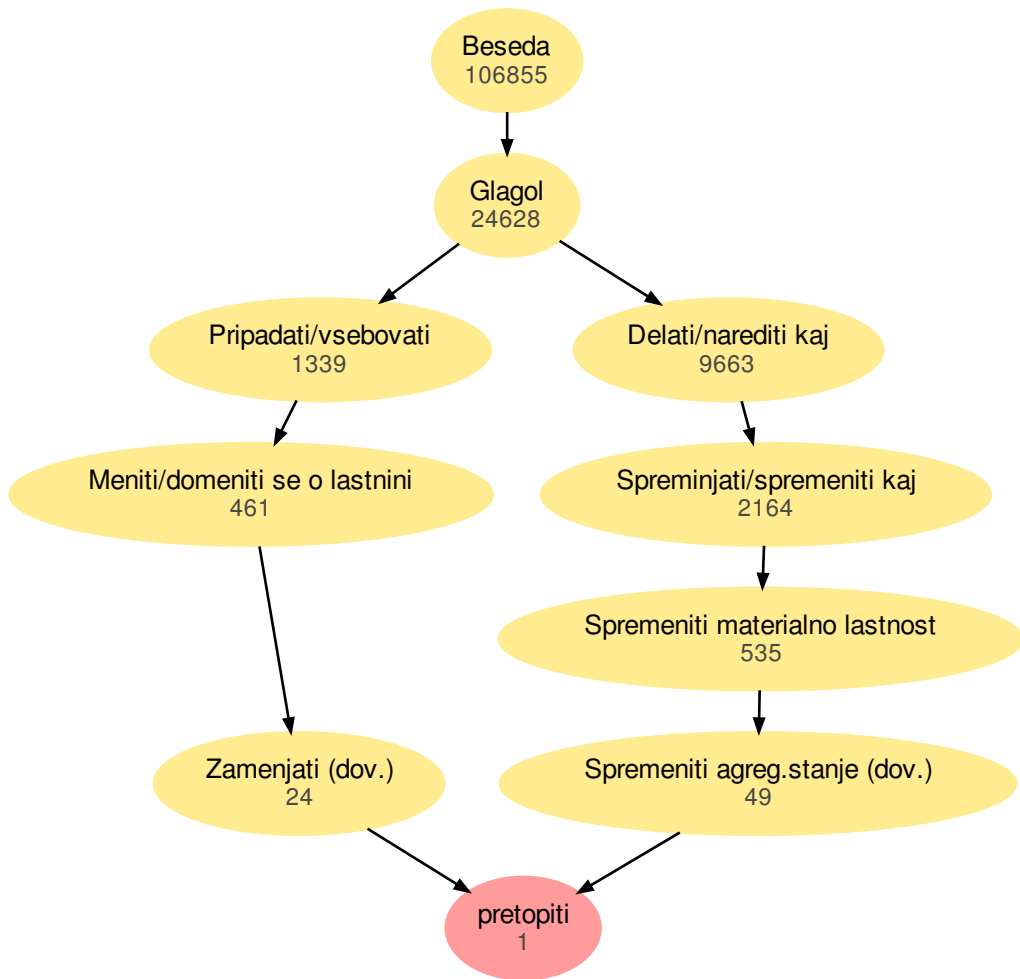 Beseda
106855
Glagol
24628
Pripadati/vsebovati
1339
Delati/narediti kaj
9663
Meniti/domeniti se o lastnini
461
Spreminjati/spremeniti kaj
2164
Spremeniti materialno lastnost
535
Zamenjati (dov.)
24
Spremeniti agreg.stanje (dov.)
49
pretopiti
1